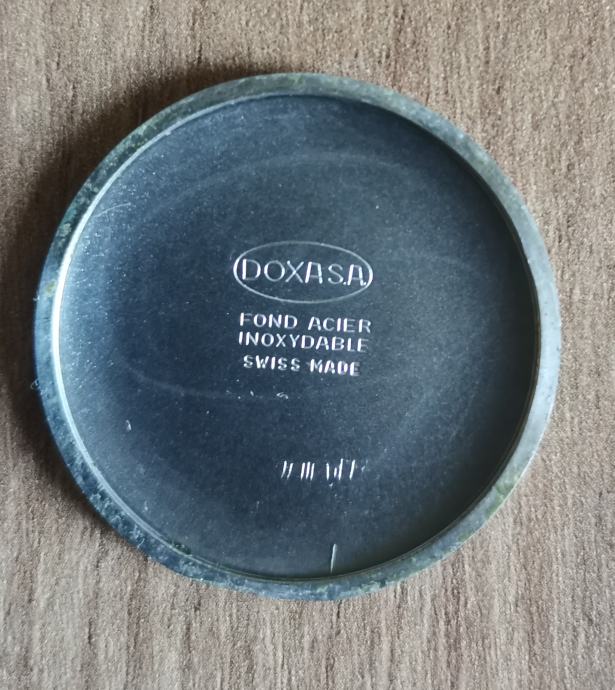 DOXA S.A
FOND ACIER
INOXYDABLE
SWISS MADE